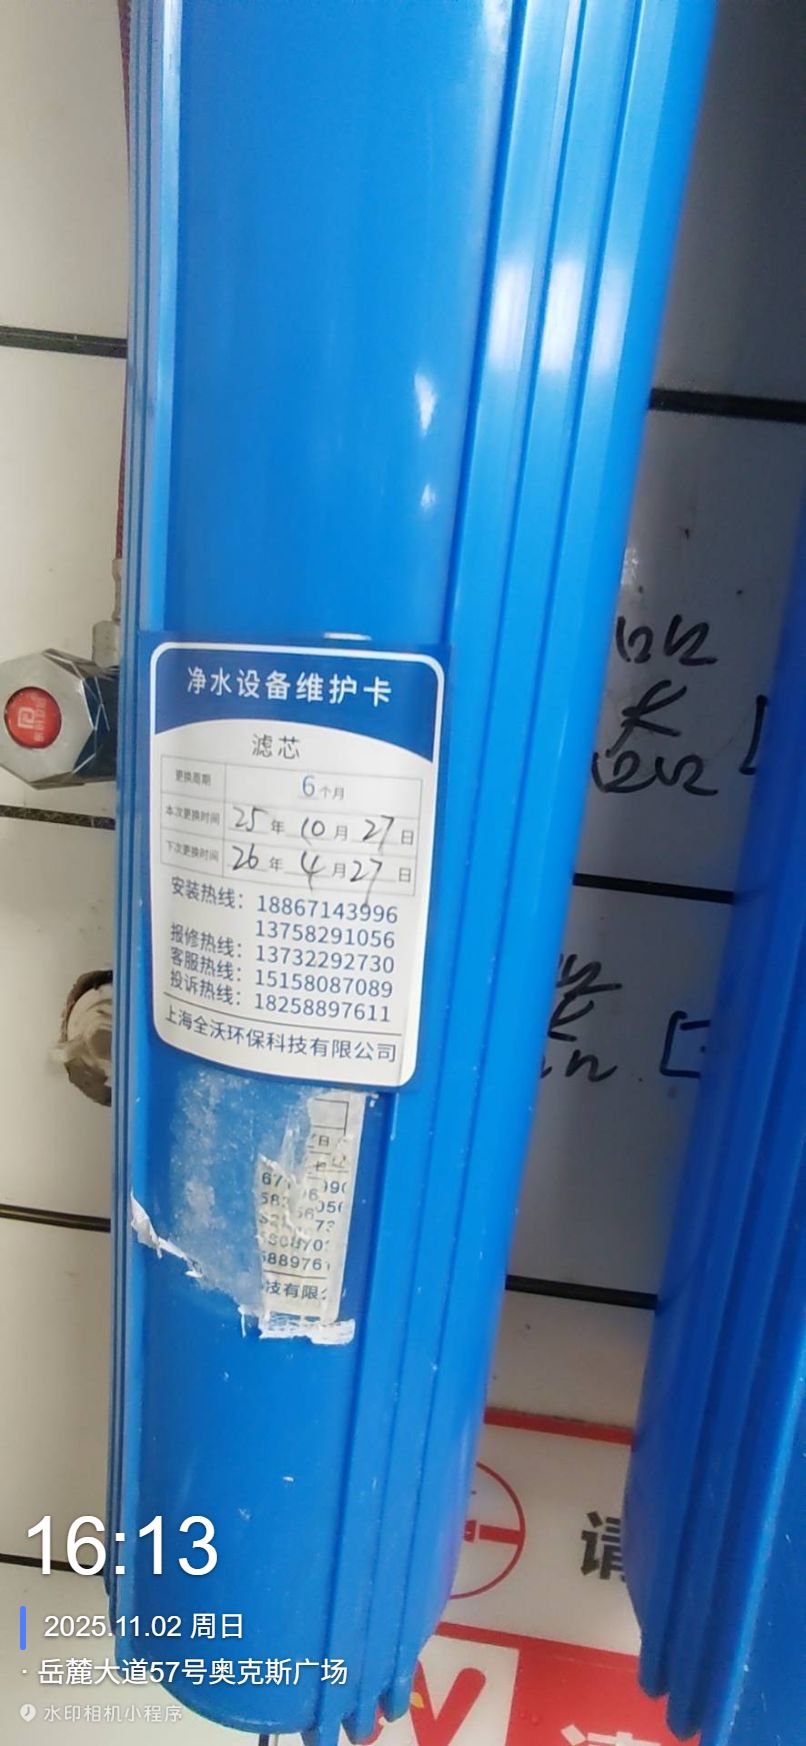 净水设备维护卡
滤芯
更换周期 6个月
本次更换时间 25年10月27日
下次更换时间 26年4月27日
安装热线：18867143996
13758291056
报修热线：13732292730
客服热线：15158087089
投诉热线：18258897611
上海全沃环保科技有限公司
技有限
请
16:13
2025.11.02 周日
· 岳麓大道57号奥克斯广场
水印相机小程序